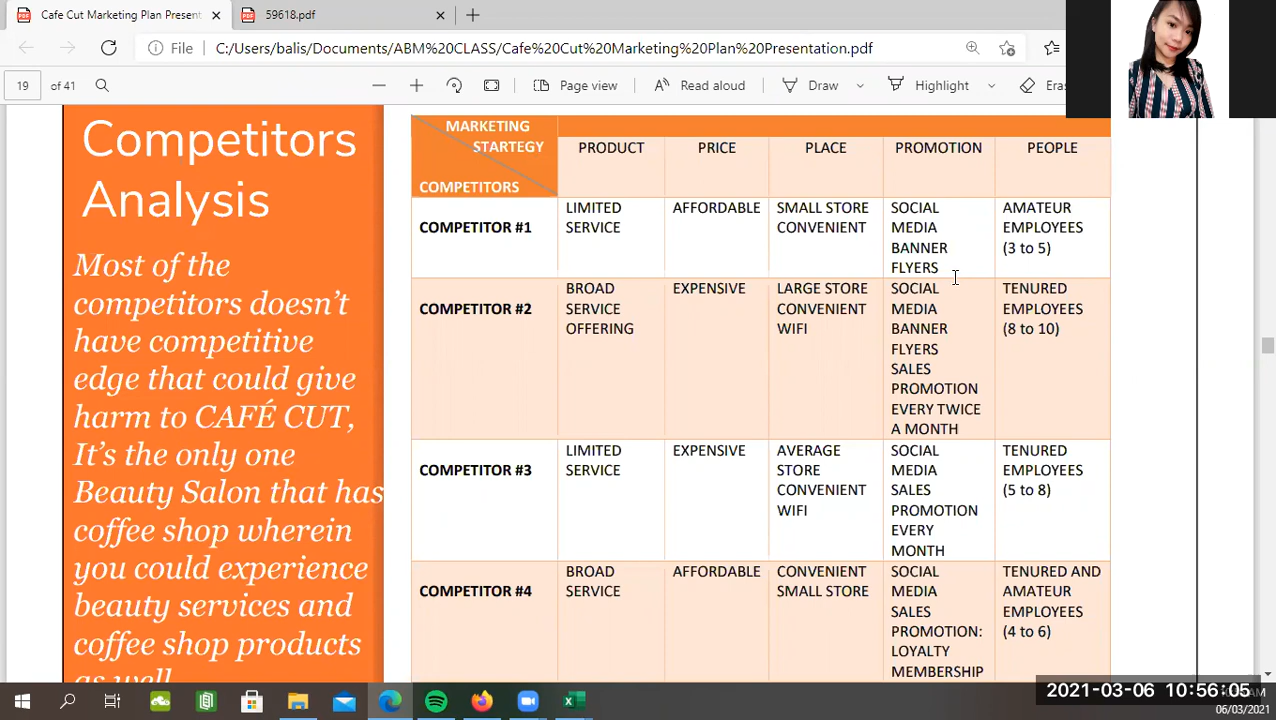 Cafe Cut Marketing Plan Present
59618.pdf
File
C:/Users/balis/Documents/ABM%20CLASS/Cafe%20Cut%20Marketing%20Plan%20Presentation.pdf
19 of 41
Page view
Read aloud
Draw
Highlight
Eras
Competitors
Analysis
Most of the
competitors doesn't
have competitive
edge that could give
harm to CAFÉ CUT,
It's the only one
Beauty Salon that has
coffee shop wherein
you could experience
beauty services and
coffee shop products
as well
MARKETING
STARTEGY
COMPETITORS
PRODUCT
PRICE
PLACE
PROMOTION
PEOPLE
COMPETITOR #1
LIMITED
SERVICE
AFFORDABLE
SMALL STORE
CONVENIENT
SOCIAL
MEDIA
BANNER
FLYERS
AMATEUR
EMPLOYEES
(3 to 5)
COMPETITOR #2
BROAD
SERVICE
OFFERING
EXPENSIVE
LARGE STORE
CONVENIENT
WIFI
SOCIAL
MEDIA
BANNER
FLYERS
SALES
PROMOTION
EVERY TWICE
A MONTH
TENURED
EMPLOYEES
(8 to 10)
COMPETITOR #3
LIMITED
SERVICE
EXPENSIVE
AVERAGE
STORE
CONVENIENT
WIFI
SOCIAL
MEDIA
SALES
PROMOTION
EVERY
MONTH
TENURED
EMPLOYEES
(5 to 8)
COMPETITOR #4
BROAD
SERVICE
AFFORDABLE
CONVENIENT
SMALL STORE
SOCIAL
MEDIA
SALES
PROMOTION:
LOYALTY
MEMBERSHIP
TENURED AND
AMATEUR
EMPLOYEES
(4 to 6)
2021-03-06 10:56:05
06/03/2021